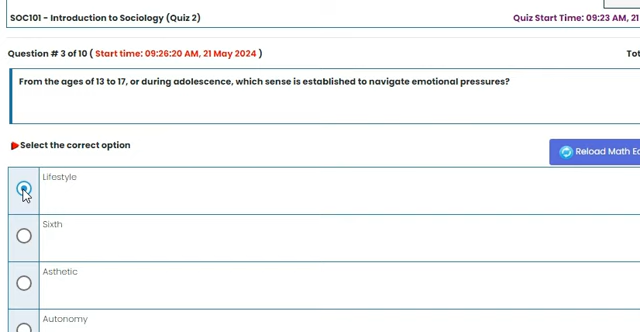 SOC101 - Introduction to Sociology (Quiz 2)
Quiz Start Time: 09:23 AM, 21
Question # 3 of 10 ( Start time: 09:26:20 AM, 21 May 2024 )
Tot
From the ages of 13 to 17, or during adolescence, which sense is established to navigate emotional pressures?
Select the correct option
Reload Math Ec
Lifestyle
Sixth
Asthetic
Autonomy